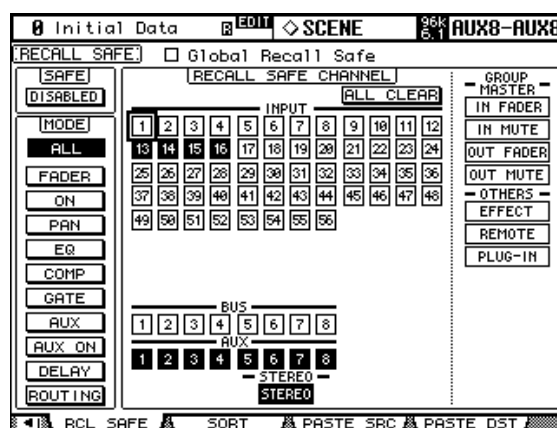 0 Initial Data EDIT SCENE 96k 6.1 AUX8-AUX8
RECALL SAFE Global Recall Safe
SAFE
DISABLED
MODE
ALL
FADER
ON
PAN
EQ
COMP
GATE
AUX
AUX ON
DELAY
ROUTING
RECALL SAFE CHANNEL
ALL CLEAR
INPUT
1 2 3 4 5 6 7 8 9 10 11 12
13 14 15 16 17 18 19 20 21 22 23 24
25 26 27 28 29 30 31 32 33 34 35 36
37 38 39 40 41 42 43 44 45 46 47 48
49 50 51 52 53 54 55 56
BUS
1 2 3 4 5 6 7 8
AUX
1 2 3 4 5 6 7 8
STEREO
STEREO
GROUP
MASTER
IN FADER
IN MUTE
OUT FADER
OUT MUTE
OTHERS
EFFECT
REMOTE
PLUG-IN
RCL SAFE SORT PASTE SRC PASTE DST